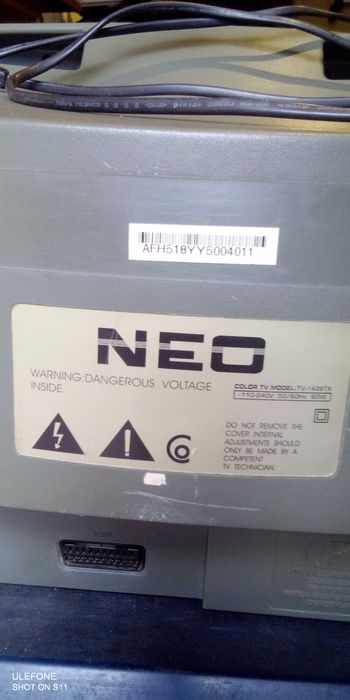 AFH518YY5004011
NEO
WARNING:DANGEROUS VOLTAGE
INSIDE.
COLOR TV MODEL:TV-1428TX
~110-240V 50/60Hz 60W
DO NOT REMOVE THE
COVER INTERNAL
ADJUSTMENTS SHOULD
ONLY BE MADE BY A
COMPETENT
TV TECHNICIAN.
ULEFONE
SHOT ON S11